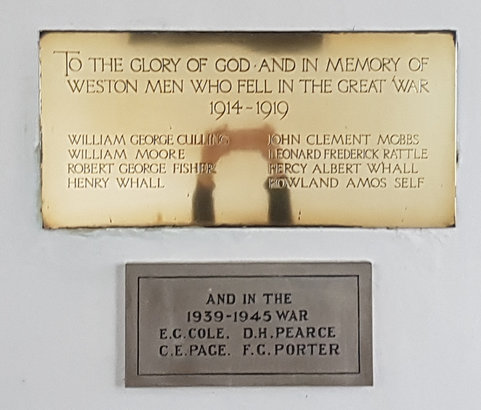 TO THE GLORY OF GOD · AND IN MEMORY OF
WESTON MEN WHO FELL IN THE GREAT WAR
1914-1919
WILLIAM GEORGE CULLING
WILLIAM MOORE
ROBERT GEORGE FISHER
HENRY WHALL
JOHN CLEMENT MOBBS
LEONARD FREDERICK RATTLE
PERCY ALBERT WHALL
ROWLAND AMOS SELF
AND IN THE
1939-1945 WAR
E.G.COLE. D.H.PEARCE
C.E.PAGE. F.G.PORTER